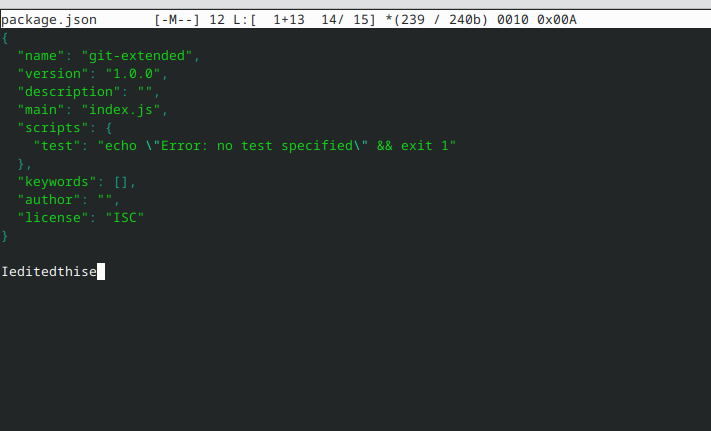 package.json [-M--] 12 L:[ 1+13 14/ 15] *(239 / 240b) 0010 0x00A
{
"name": "git-extended",
"version": "1.0.0",
"description": "",
"main": "index.js",
"scripts": {
"test": "echo \"Error: no test specified\" && exit 1"
},
"keywords": [],
"author": "",
"license": "ISC"
}
Ieditedthise